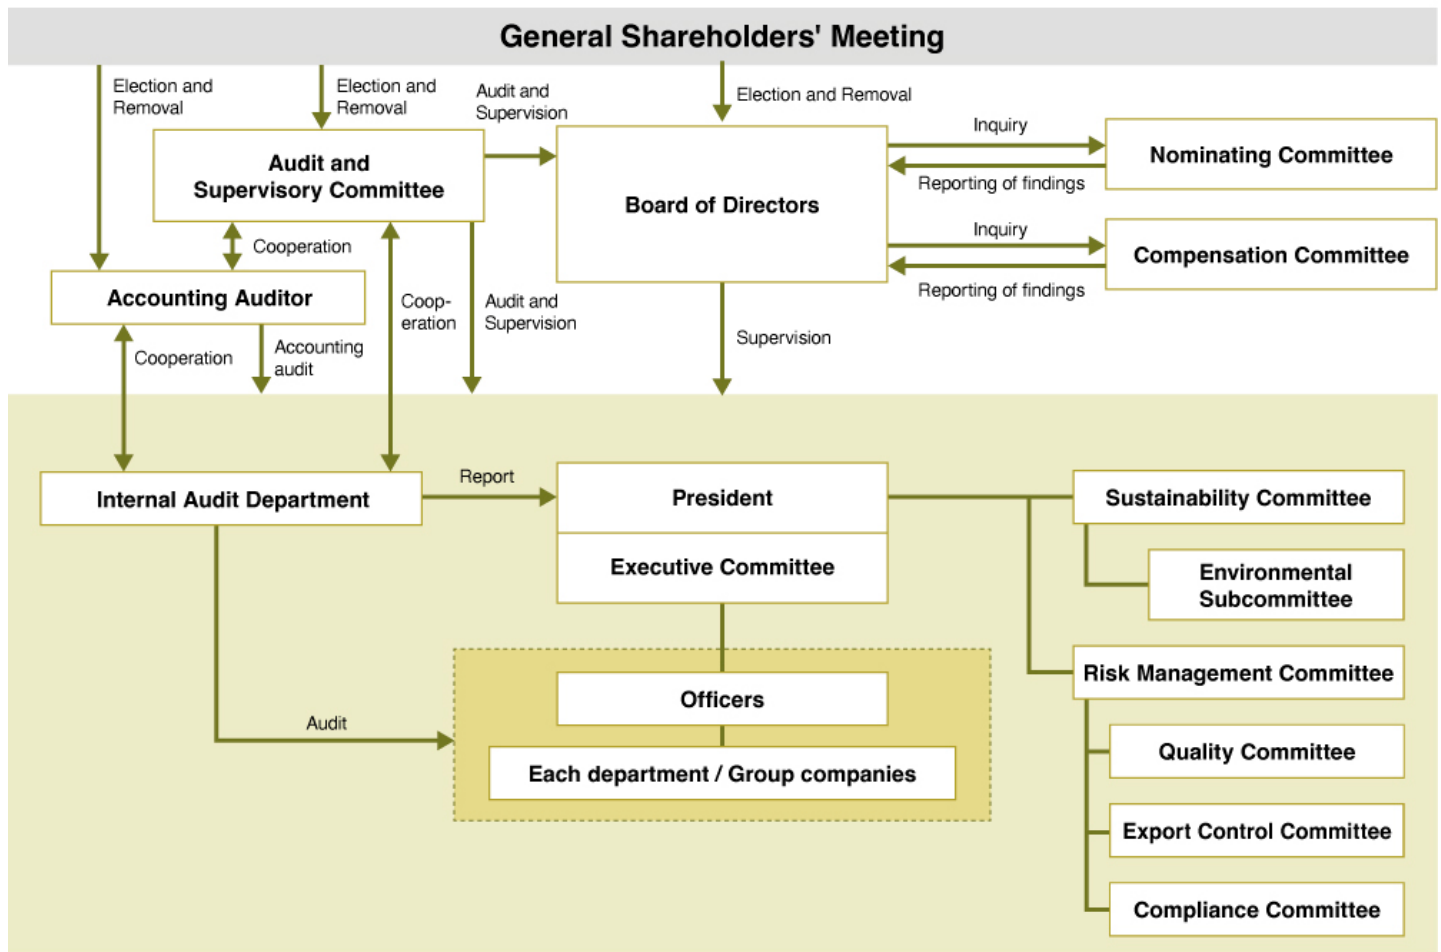 General Shareholders' Meeting
Election and
Removal
Election and
Removal
Audit and
Supervision
Election and Removal
Audit and
Supervisory Committee
Board of Directors
Inquiry
Reporting of findings
Nominating Committee
Inquiry
Reporting of findings
Compensation Committee
Cooperation
Accounting Auditor
Coop-
eration
Audit and
Supervision
Supervision
Cooperation
Accounting
audit
Internal Audit Department
Report
President
Executive Committee
Sustainability Committee
Environmental
Subcommittee
Risk Management Committee
Audit
Officers
Each department / Group companies
Quality Committee
Export Control Committee
Compliance Committee